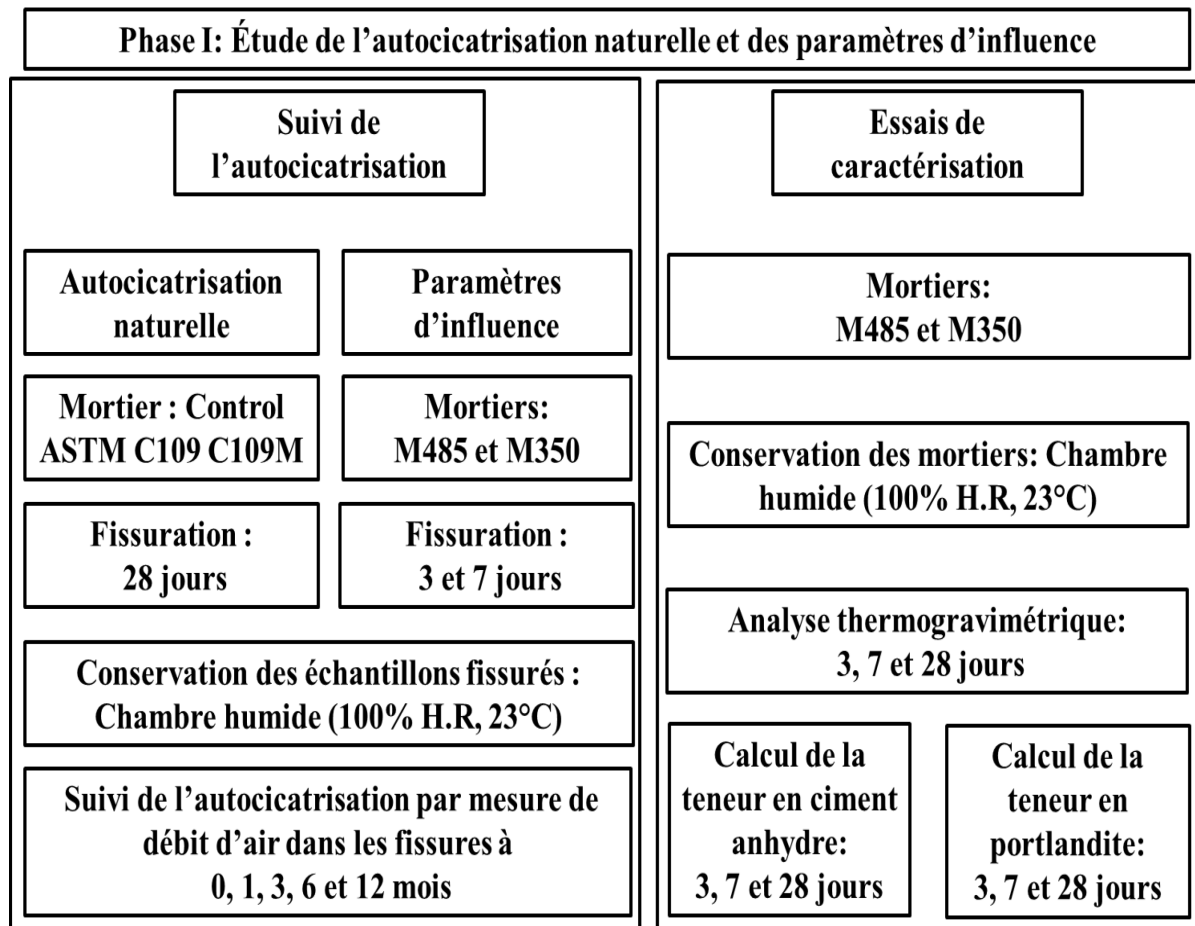 Phase I: Étude de l’autocicatrisation naturelle et des paramètres d’influence
Suivi de
l’autocicatrisation
Autocicatrisation
naturelle
Paramètres
d’influence
Mortier : Control
ASTM C109 C109M
Mortiers:
M485 et M350
Fissuration :
28 jours
Fissuration :
3 et 7 jours
Conservation des échantillons fissurés :
Chambre humide (100% H.R, 23°C)
Suivi de l’autocicatrisation par mesure de
débit d’air dans les fissures à
0, 1, 3, 6 et 12 mois
Essais de
caractérisation
Mortiers:
M485 et M350
Conservation des mortiers: Chambre
humide (100% H.R, 23°C)
Analyse thermogravimétrique:
3, 7 et 28 jours
Calcul de la
teneur en ciment
anhydre:
3, 7 et 28 jours
Calcul de la
teneur en
portlandite:
3, 7 et 28 jours